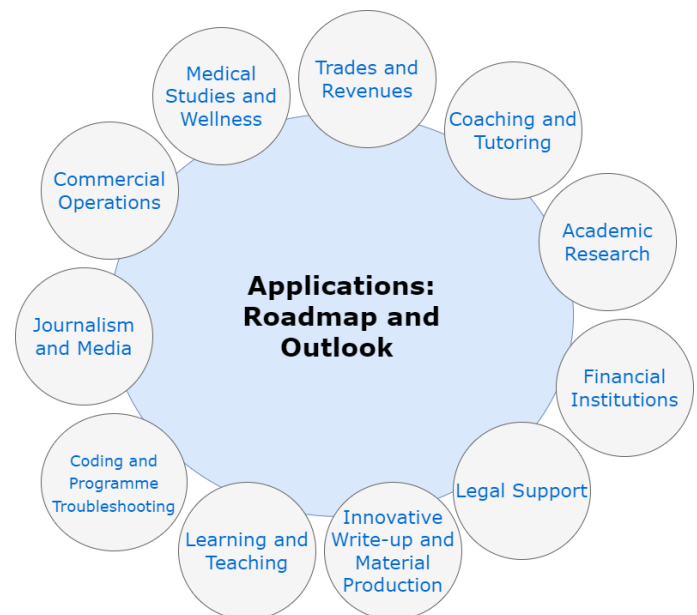 Trades and
Revenues
Coaching and
Tutoring
Academic
Research
Financial
Institutions
Legal Support
Innovative
Write-up and
Material
Production
Learning and
Teaching
Coding and
Programme
Troubleshooting
Journalism
and Media
Commercial
Operations
Medical
Studies and
Wellness
Applications:
Roadmap and
Outlook